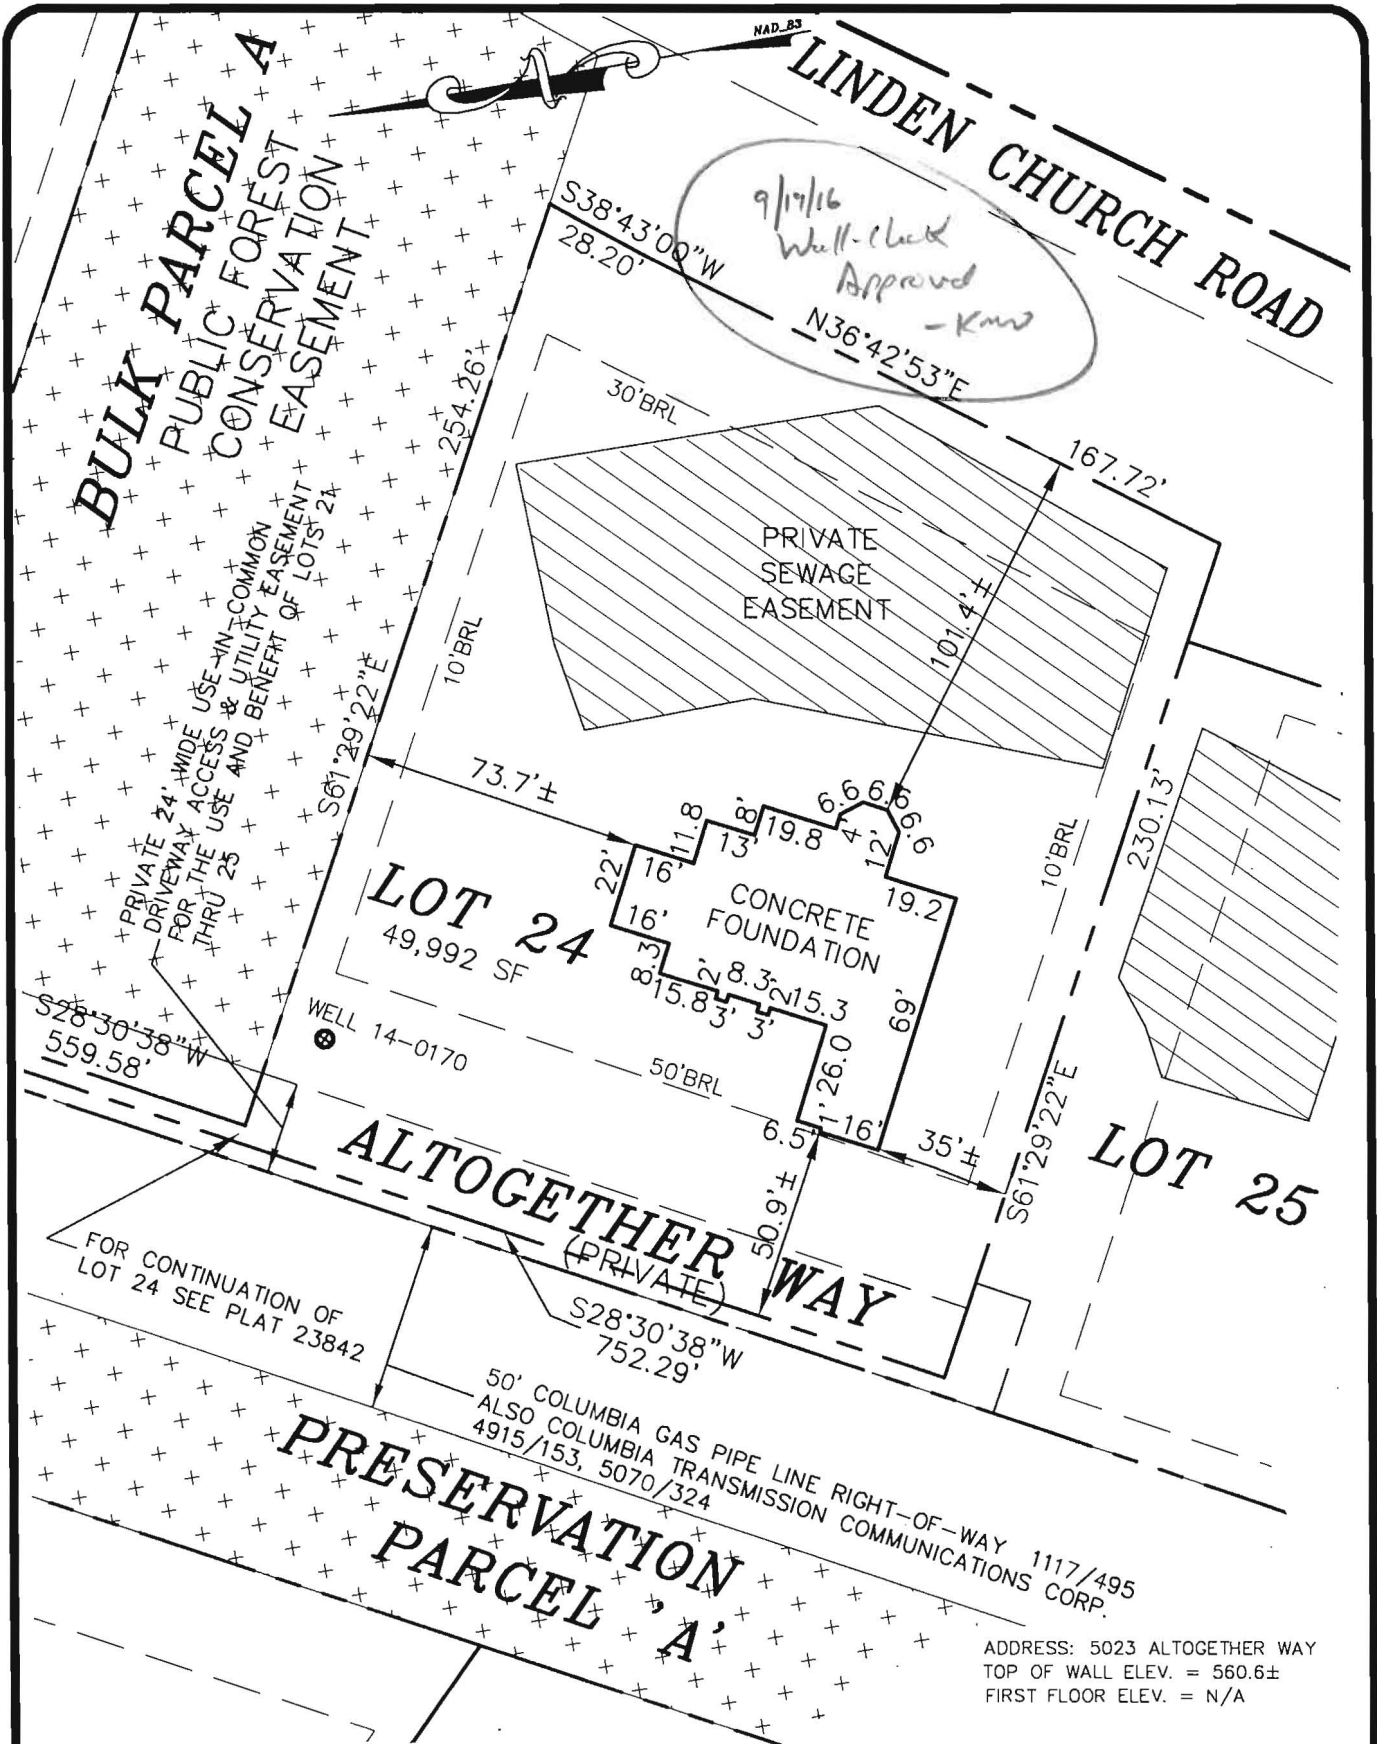 NAD_83
LINDEN CHURCH ROAD
BULK PARCEL A
PUBLIC FOREST
CONSERVATION
EASEMENT
9/19/16
Wall-Check
Approved
S38°43'00"W
28.20'
N36°42'53"E
167.72'
254.26'
30'BRL
PRIVATE
SEWAGE
EASEMENT
101.4'±
10'BRL
S61°29'22"E
PRIVATE 24' WIDE USE-IN-COMMON
DRIVEWAY ACCESS & UTILITY EASEMENT
FOR THE USE AND BENEFIT OF LOTS 21
THRU 25
73.7'±
22'
16'
11.8
13'
8'
19.8
4'
6.6
6.6
6.6
12'
19.2
10'BRL
230.13'
LOT 24
49,992 SF
CONCRETE
FOUNDATION
16'
8.3
15.8
2'
3'
8.3
3'
2'
15.3
69'
26.0
6.5'
1'
16'
35'±
WELL 14-0170
50'BRL
S28°30'38"W
559.58'
S61°29'22"E
LOT 25
50.9'±
ALTOGETHER WAY
(PRIVATE)
FOR CONTINUATION OF
LOT 24 SEE PLAT 23842
S28°30'38"W
752.29'
50' COLUMBIA GAS PIPE LINE RIGHT-OF-WAY 1117/495
ALSO COLUMBIA TRANSMISSION COMMUNICATIONS CORP.
4915/153, 5070/324
PRESERVATION
PARCEL 'A'
ADDRESS: 5023 ALTOGETHER WAY
TOP OF WALL ELEV. = 560.6±
FIRST FLOOR ELEV. = N/A